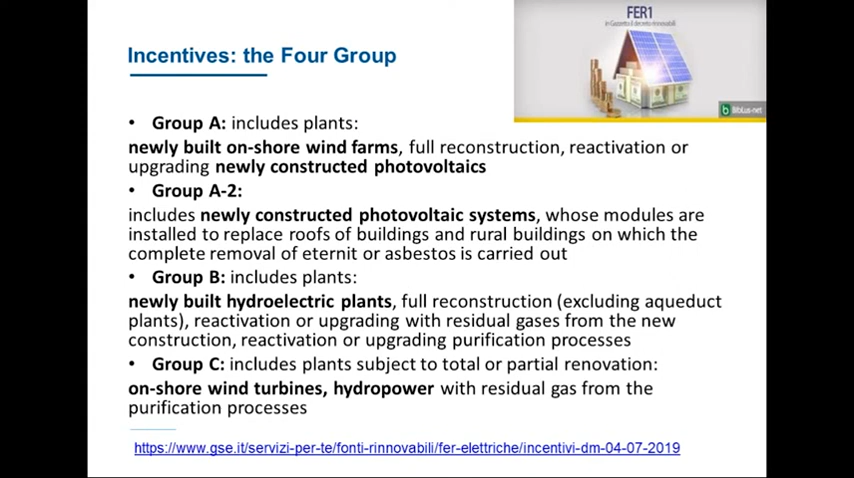 FER1
in Gazzetta il decreto rinnovabili
BibLus-net
Incentives: the Four Group
• Group A: includes plants:
newly built on-shore wind farms, full reconstruction, reactivation or
upgrading newly constructed photovoltaics
• Group A-2:
includes newly constructed photovoltaic systems, whose modules are
installed to replace roofs of buildings and rural buildings on which the
complete removal of eternit or asbestos is carried out
• Group B: includes plants:
newly built hydroelectric plants, full reconstruction (excluding aqueduct
plants), reactivation or upgrading with residual gases from the new
construction, reactivation or upgrading purification processes
• Group C: includes plants subject to total or partial renovation:
on-shore wind turbines, hydropower with residual gas from the
purification processes
https://www.gse.it/servizi-per-te/fonti-rinnovabili/fer-elettriche/incentivi-dm-04-07-2019